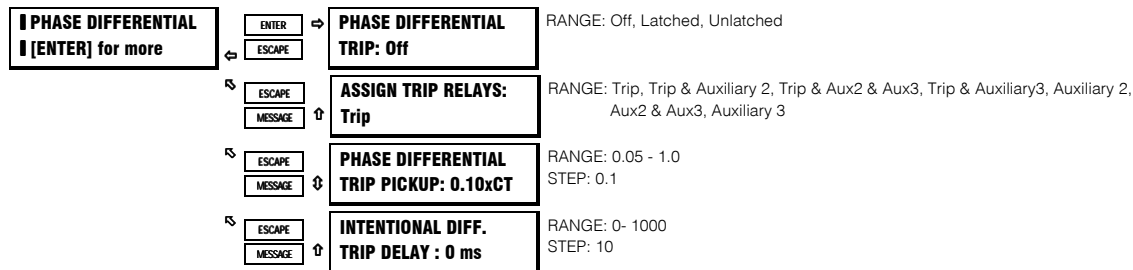 PHASE DIFFERENTIAL
[ENTER] for more
ENTER
ESCAPE
PHASE DIFFERENTIAL
TRIP: Off
RANGE: Off, Latched, Unlatched
ESCAPE
MESSAGE
ASSIGN TRIP RELAYS:
Trip
RANGE: Trip, Trip & Auxiliary 2, Trip & Aux2 & Aux3, Trip & Auxiliary3, Auxiliary 2,
Aux2 & Aux3, Auxiliary 3
ESCAPE
MESSAGE
PHASE DIFFERENTIAL
TRIP PICKUP: 0.10xCT
RANGE: 0.05 - 1.0
STEP: 0.1
ESCAPE
MESSAGE
INTENTIONAL DIFF.
TRIP DELAY : 0 ms
RANGE: 0- 1000
STEP: 10